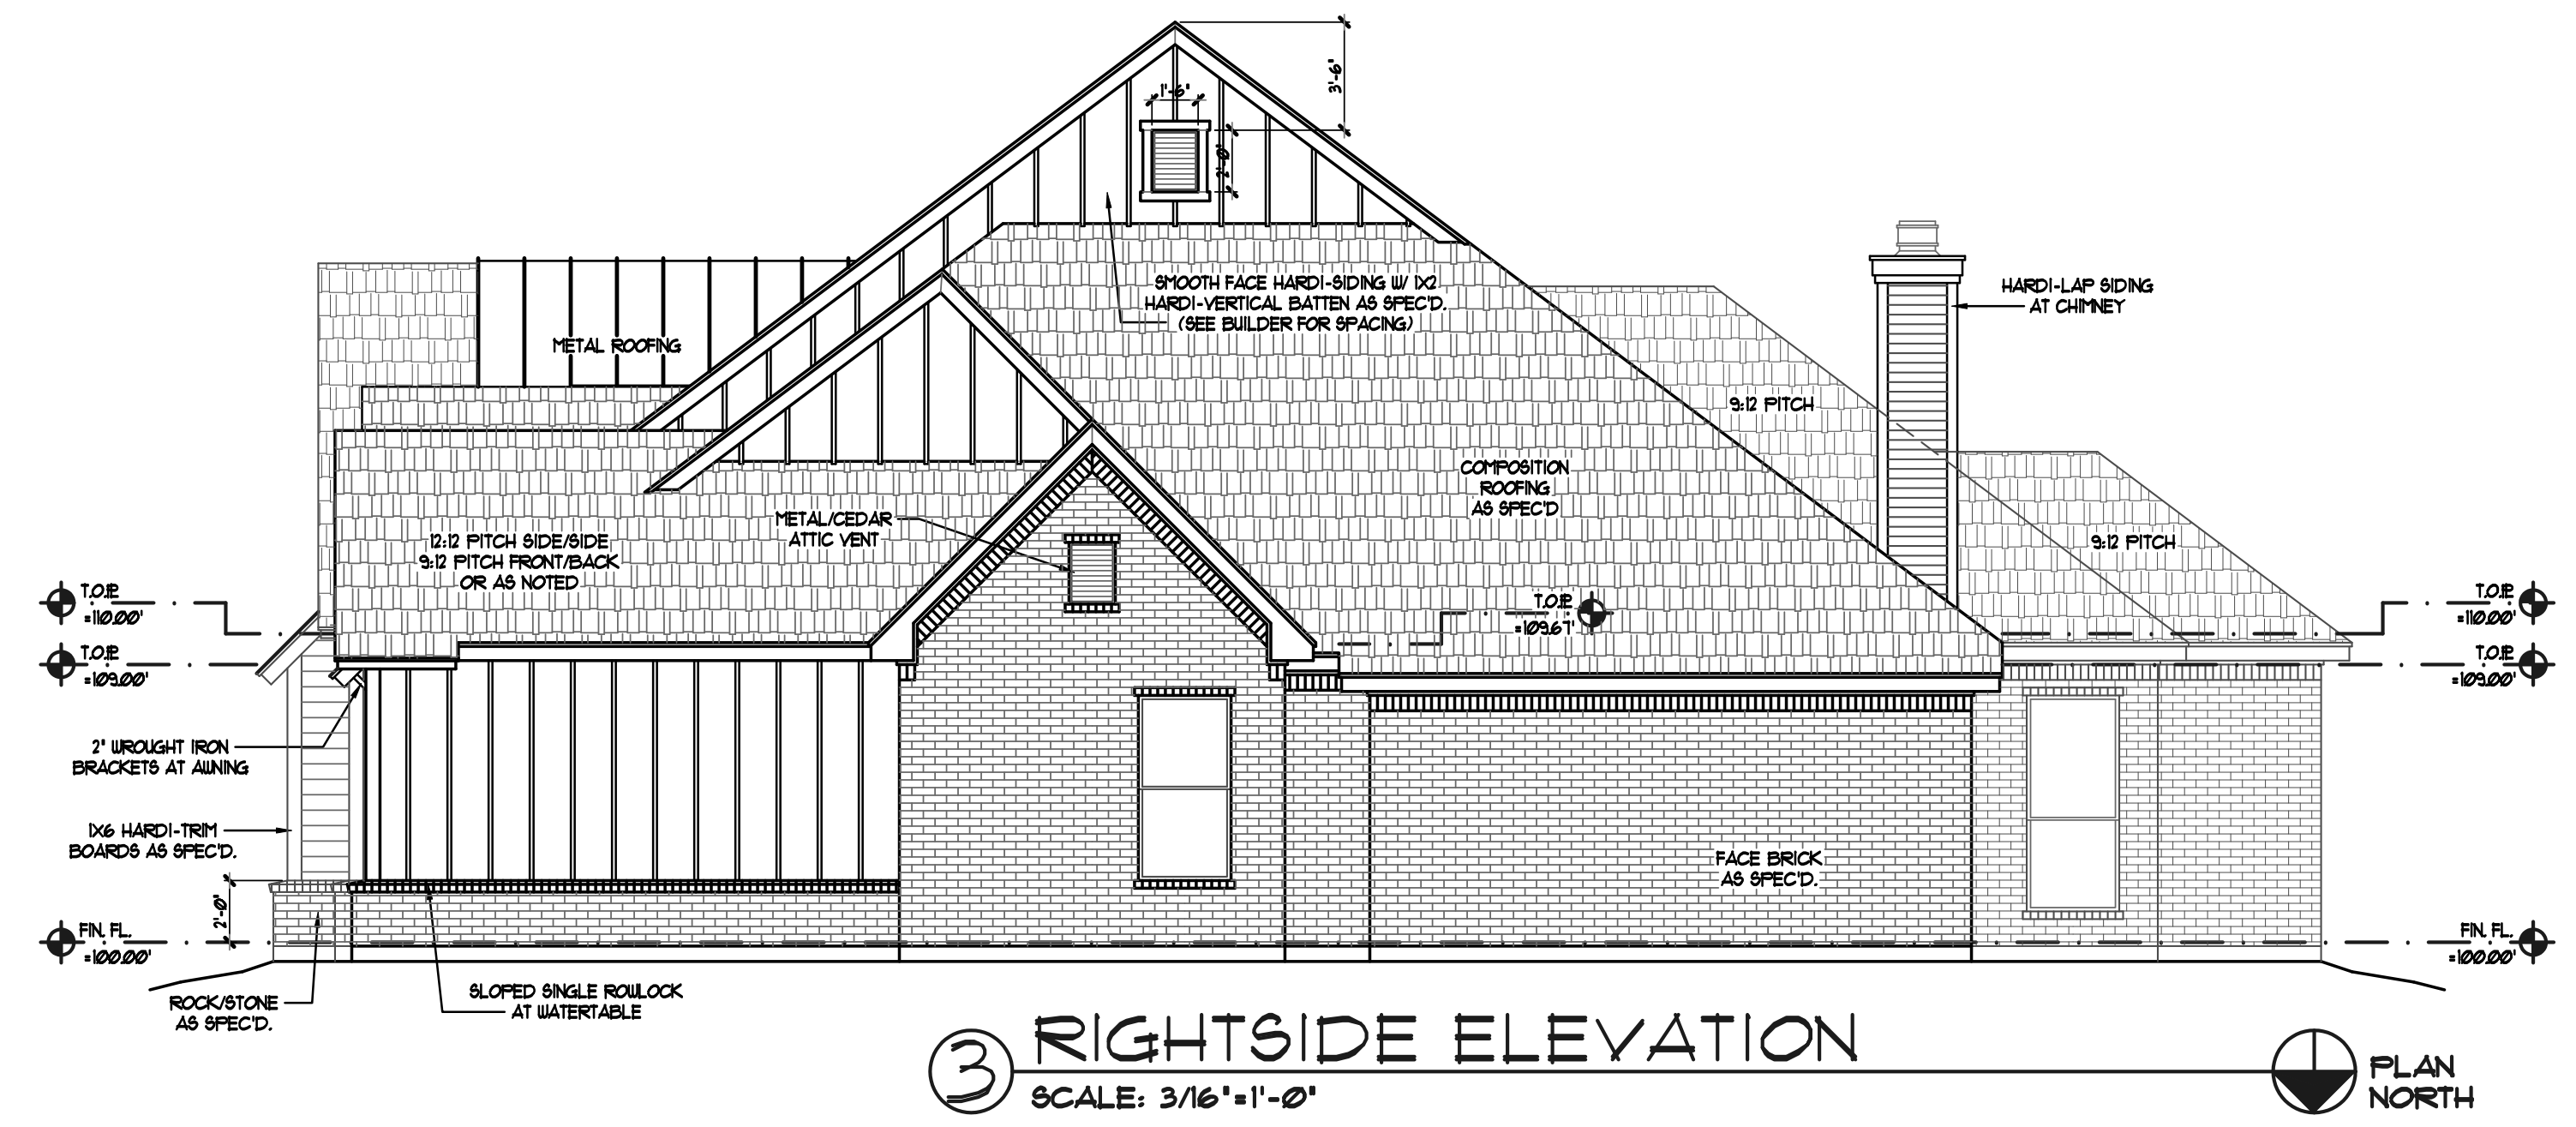 3'-6"
1'-6"
2'-0"
METAL ROOFING
SMOOTH FACE HARDI-SIDING W/ 1X2
HARDI-VERTICAL BATTEN AS SPEC'D.
(SEE BUILDER FOR SPACING)
HARDI-LAP SIDING
AT CHIMNEY
9:12 PITCH
COMPOSITION
ROOFING
AS SPEC'D
METAL/CEDAR
ATTIC VENT
12:12 PITCH SIDE/SIDE
9:12 PITCH FRONT/BACK
OR AS NOTED
9:12 PITCH
T.O.P.
=110.00'
T.O.P.
=109.67'
T.O.P.
=110.00'
T.O.P.
=109.00'
T.O.P.
=109.00'
2" WROUGHT IRON
BRACKETS AT AWNING
1X6 HARDI-TRIM
BOARDS AS SPEC'D.
FACE BRICK
AS SPEC'D.
2'-0"
FIN. FL.
=100.00'
FIN. FL.
=100.00'
ROCK/STONE
AS SPEC'D.
SLOPED SINGLE ROWLOCK
AT WATERTABLE
3
RIGHTSIDE ELEVATION
SCALE: 3/16"=1'-0"
PLAN
NORTH